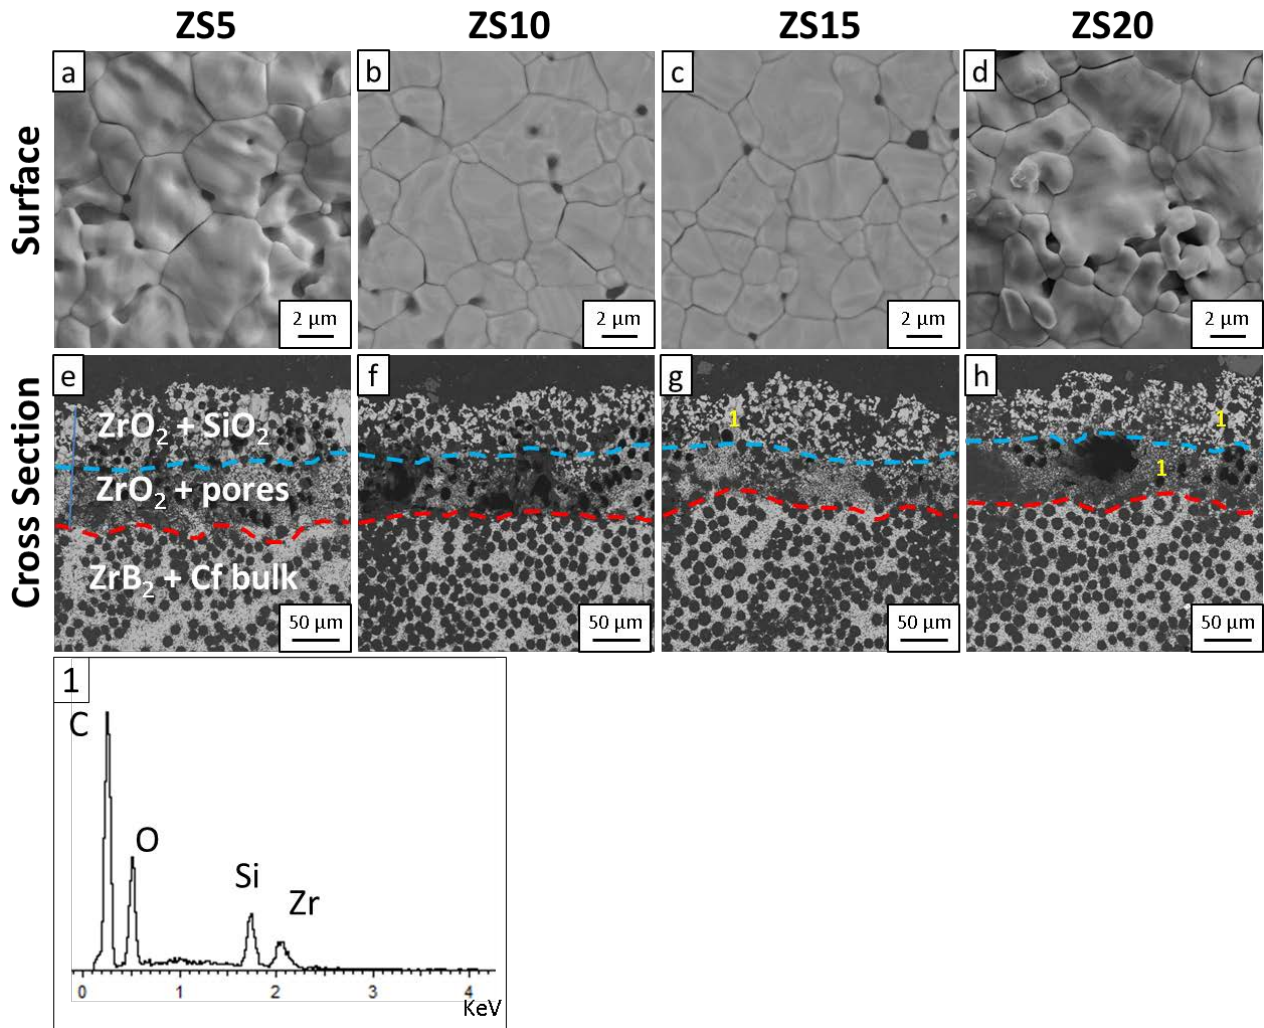 ZS5 ZS10 ZS15 ZS20
Surface
a b c d
2 µm 2 µm 2 µm 2 µm
Cross Section
e f g h
ZrO₂ + SiO₂
1 1
ZrO₂ + pores
1
ZrB₂ + Cf bulk
50 µm 50 µm 50 µm 50 µm
1
C
O
Si
Zr
0 1 2 3 4
KeV